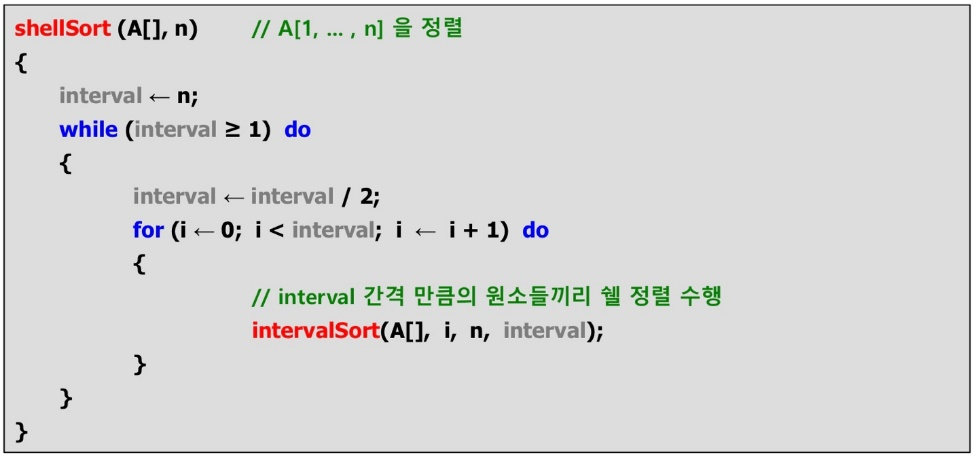 shellSort (A[], n) // A[1, ... , n] 을 정렬
{
interval ← n;
while (interval ≥ 1) do
{
interval ← interval / 2;
for (i ← 0; i < interval; i ← i + 1) do
{
// interval 간격 만큼의 원소들끼리 쉘 정렬 수행
intervalSort(A[], i, n, interval);
}
}
}